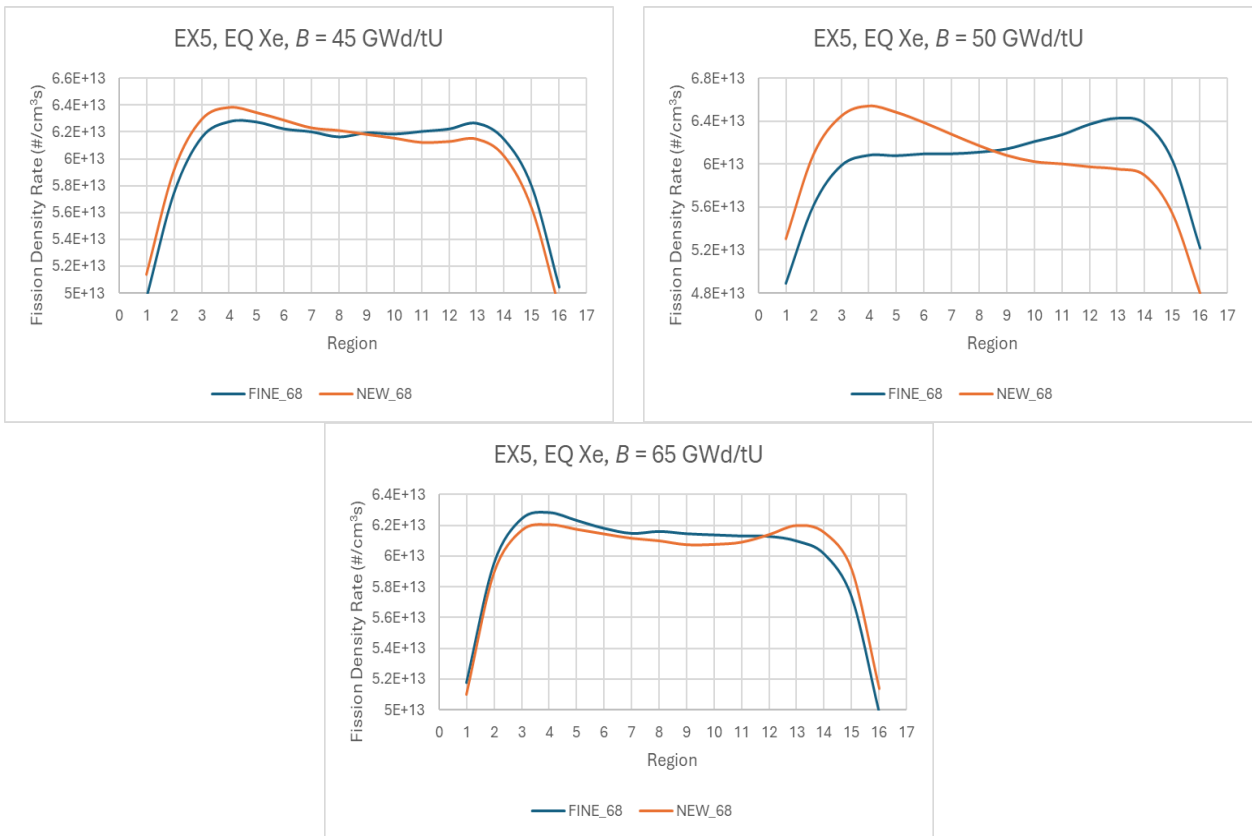 EX5, EQ Xe, B = 45 GWd/tU
Fission Density Rate (#/cm³s)
6.6E+13
6.4E+13
6.2E+13
6E+13
5.8E+13
5.6E+13
5.4E+13
5.2E+13
5E+13
0 1 2 3 4 5 6 7 8 9 10 11 12 13 14 15 16 17
Region
FINE_68 NEW_68
EX5, EQ Xe, B = 50 GWd/tU
Fission Density Rate (#/cm³s)
6.8E+13
6.4E+13
6E+13
5.6E+13
5.2E+13
4.8E+13
0 1 2 3 4 5 6 7 8 9 10 11 12 13 14 15 16 17
Region
FINE_68 NEW_68
EX5, EQ Xe, B = 65 GWd/tU
Fission Density Rate (#/cm³s)
6.4E+13
6.2E+13
6E+13
5.8E+13
5.6E+13
5.4E+13
5.2E+13
5E+13
0 1 2 3 4 5 6 7 8 9 10 11 12 13 14 15 16 17
Region
FINE_68 NEW_68